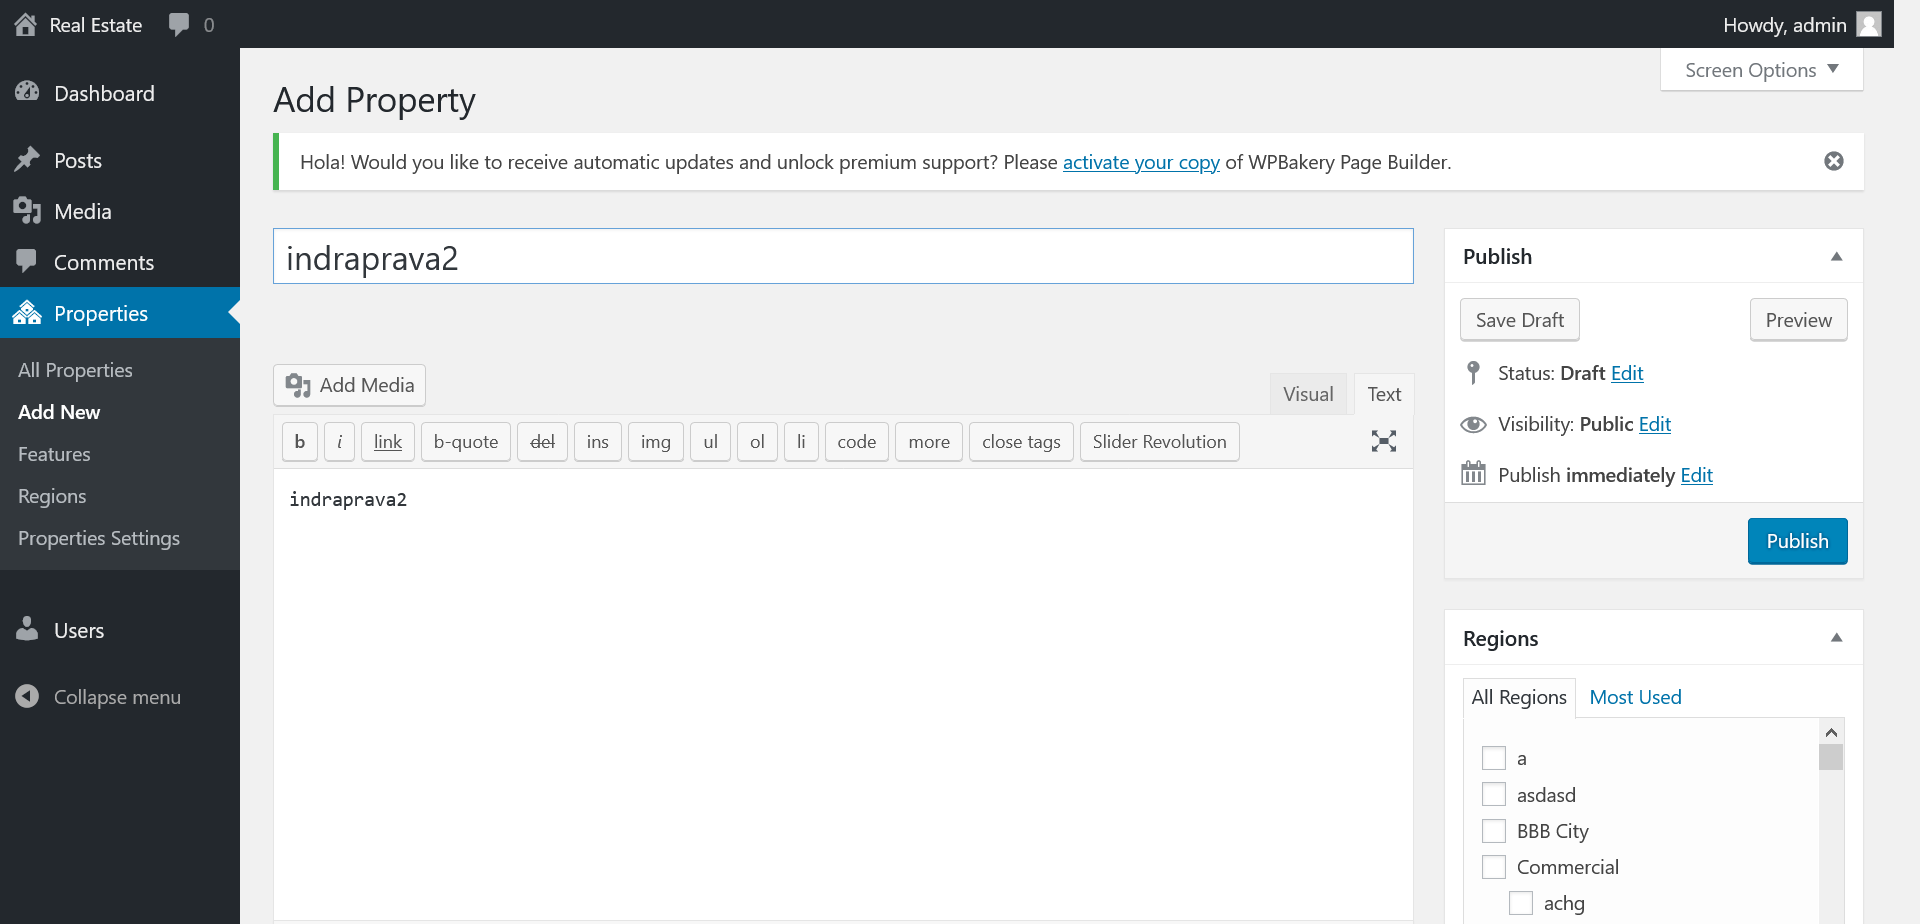 Real Estate 0 Howdy, admin
Screen Options
Dashboard
Posts
Media
Comments
Properties
All Properties
Add New
Features
Regions
Properties Settings
Users
Collapse menu
Add Property
Hola! Would you like to receive automatic updates and unlock premium support? Please activate your copy of WPBakery Page Builder.
indraprava2
Add Media
Visual Text
b i link b-quote del ins img ul ol li code more close tags Slider Revolution
indraprava2
Publish
Save Draft Preview
Status: Draft Edit
Visibility: Public Edit
Publish immediately Edit
Publish
Regions
All Regions Most Used
a
asdasd
BBB City
Commercial
achg